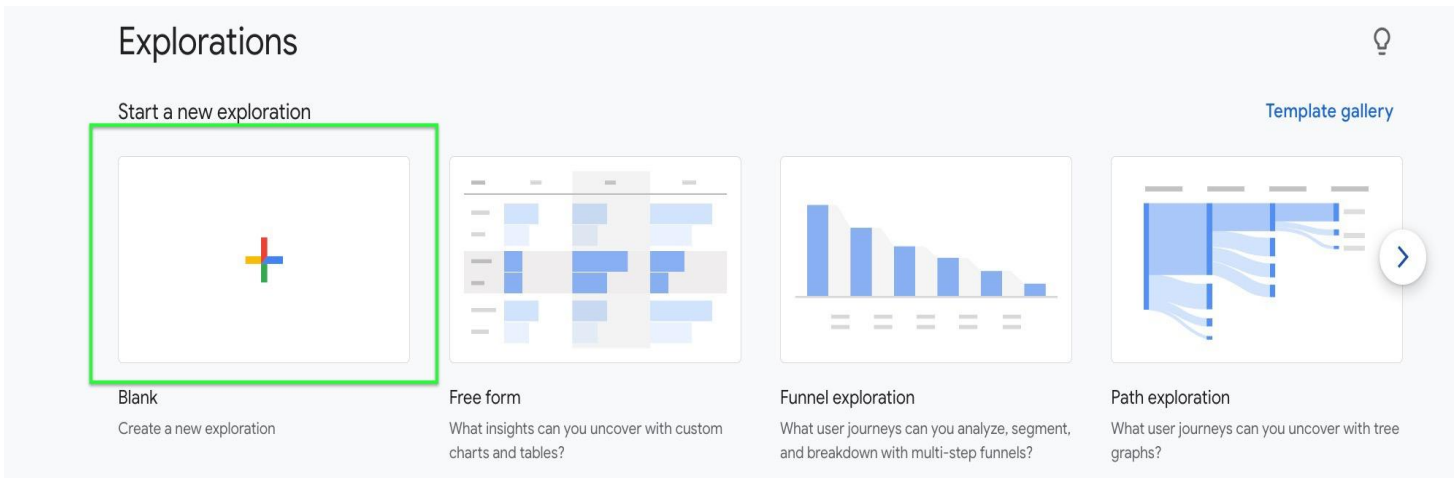 Explorations
Start a new exploration
Template gallery
Blank
Create a new exploration
Free form
What insights can you uncover with custom
charts and tables?
Funnel exploration
What user journeys can you analyze, segment,
and breakdown with multi-step funnels?
Path exploration
What user journeys can you uncover with tree
graphs?